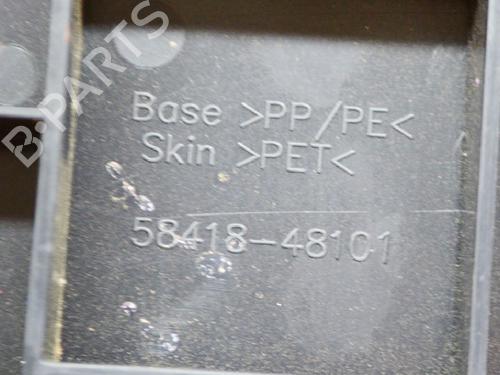 B-PARTS
Base >PP/PE<
Skin >PET<
58418-48101